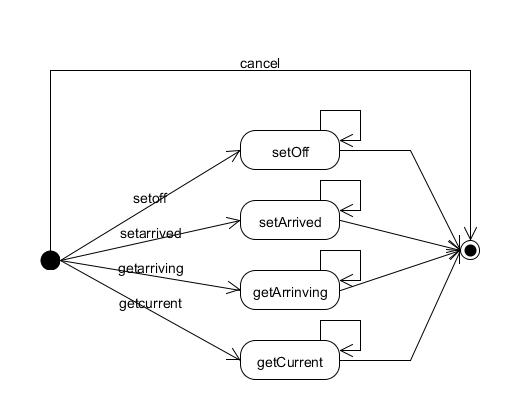 cancel
setOff
setoff
setArrived
setarrived
getarriving
getArrinving
getcurrent
getCurrent